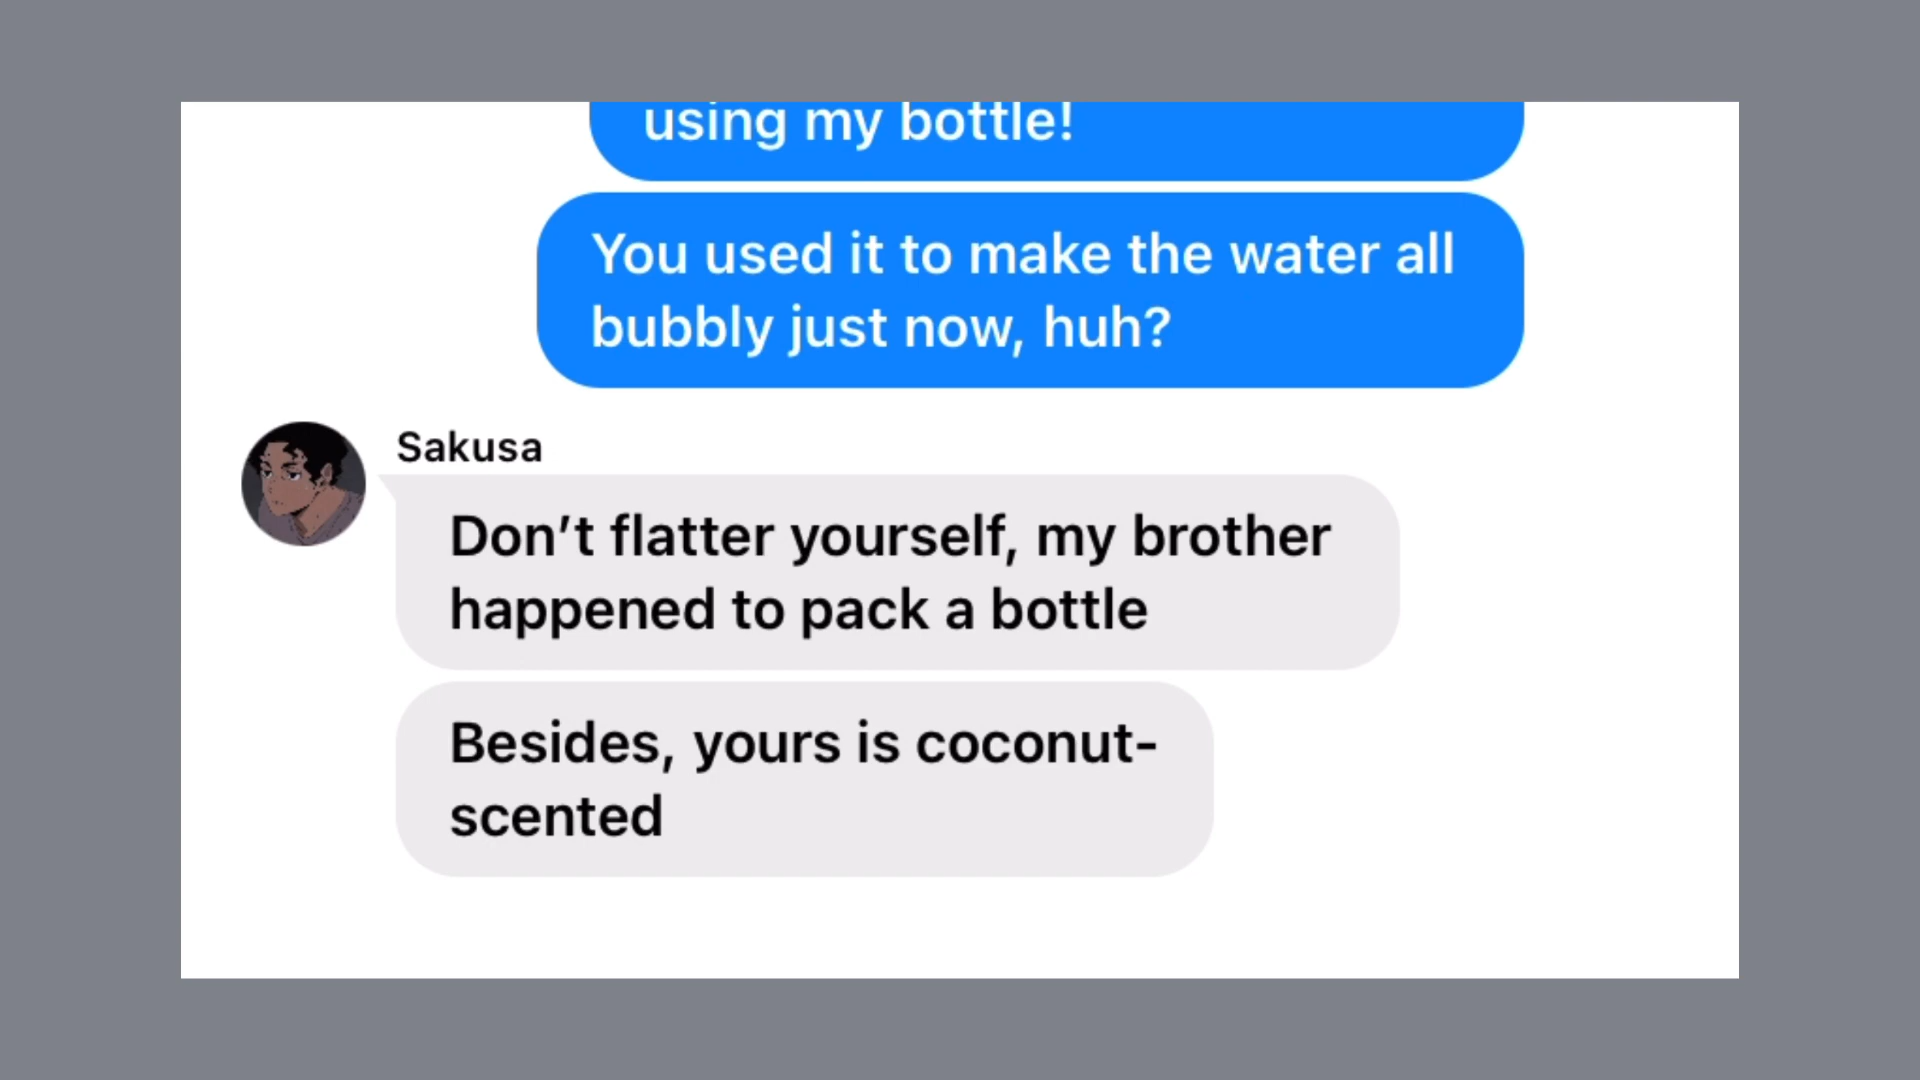 using my bottle!
You used it to make the water all
bubbly just now, huh?
Sakusa
Don’t flatter yourself, my brother
happened to pack a bottle
Besides, yours is coconut-
scented